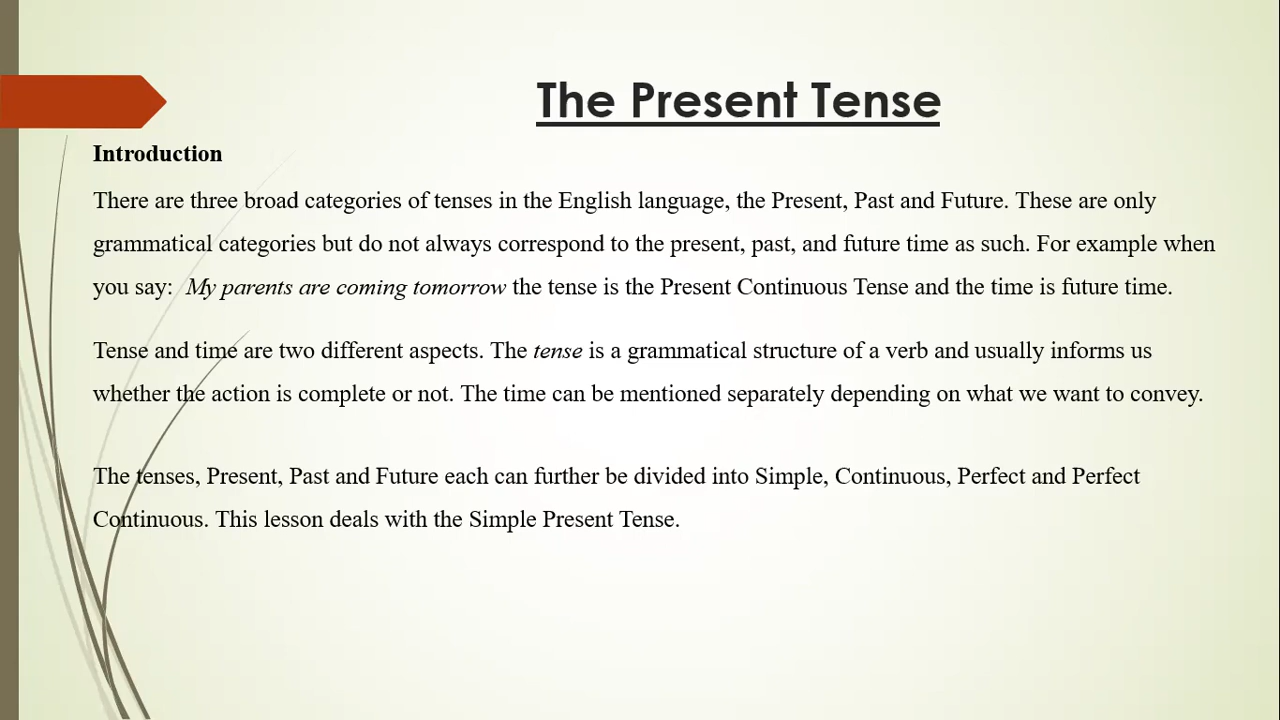 The Present Tense
Introduction
There are three broad categories of tenses in the English language, the Present, Past and Future. These are only
grammatical categories but do not always correspond to the present, past, and future time as such. For example when
you say: My parents are coming tomorrow the tense is the Present Continuous Tense and the time is future time.
Tense and time are two different aspects. The tense is a grammatical structure of a verb and usually informs us
whether the action is complete or not. The time can be mentioned separately depending on what we want to convey.
The tenses, Present, Past and Future each can further be divided into Simple, Continuous, Perfect and Perfect
Continuous. This lesson deals with the Simple Present Tense.